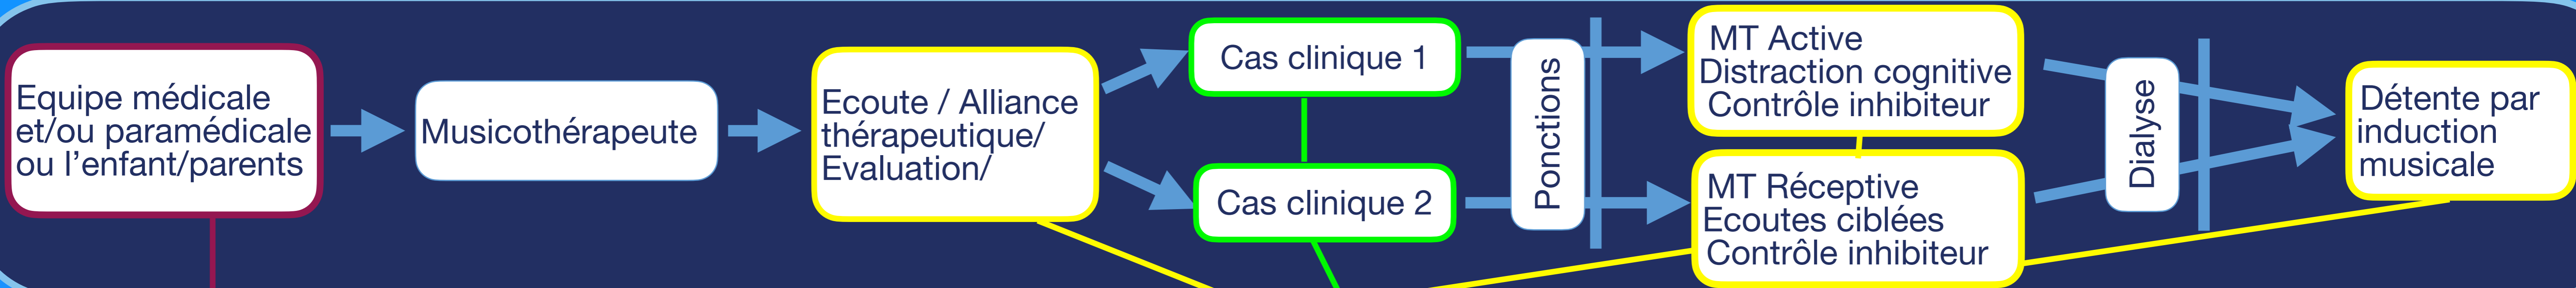 Equipe médicale
et/ou paramédicale
ou l'enfant/parents
Musicothérapeute
Ecoute / Alliance
thérapeutique/
Evaluation/
Cas clinique 1
Cas clinique 2
Ponctions
MT Active
Distraction cognitive
Contrôle inhibiteur
MT Réceptive
Ecoutes ciblées
Contrôle inhibiteur
Dialyse
Détente par
induction
musicale